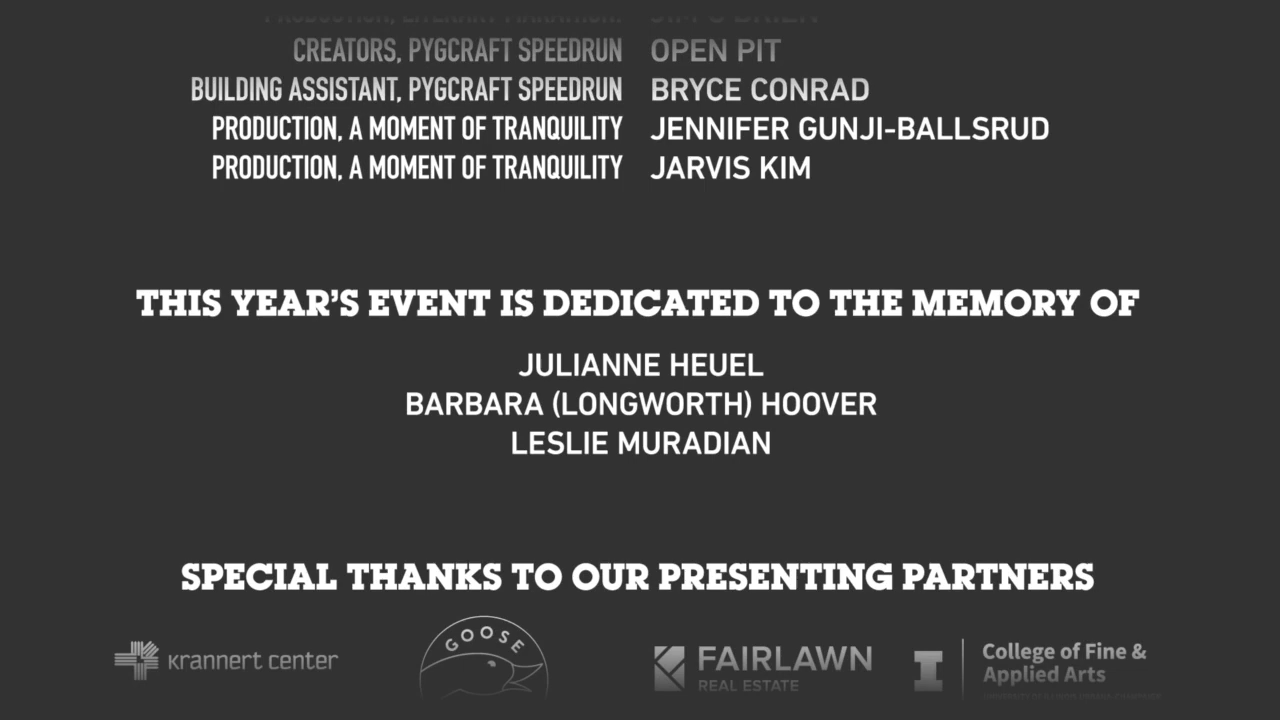 CREATORS, PYGCRAFT SPEEDRUN OPEN PIT
BUILDING ASSISTANT, PYGCRAFT SPEEDRUN BRYCE CONRAD
PRODUCTION, A MOMENT OF TRANQUILITY JENNIFER GUNJI-BALLSRUD
PRODUCTION, A MOMENT OF TRANQUILITY JARVIS KIM
THIS YEAR'S EVENT IS DEDICATED TO THE MEMORY OF
JULIANNE HEUEL
BARBARA (LONGWORTH) HOOVER
LESLIE MURADIAN
SPECIAL THANKS TO OUR PRESENTING PARTNERS
krannert center
GOOSE
FAIRLAWN
REAL ESTATE
I
College of Fine &
Applied Arts